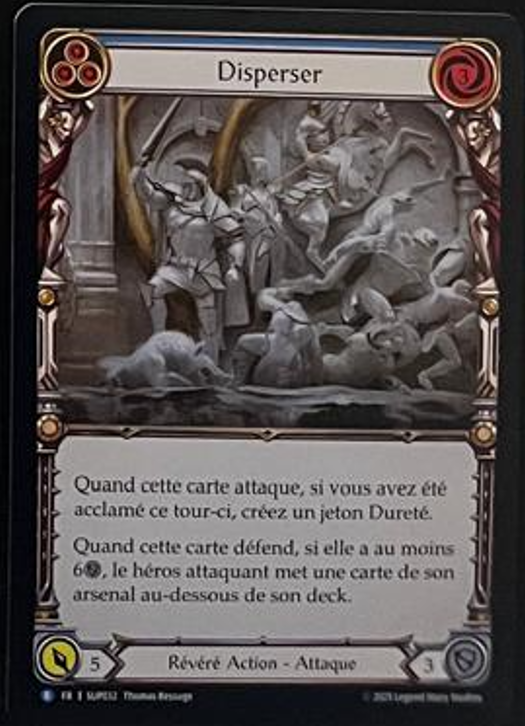 Disperser
3
Quand cette carte attaque, si vous avez été
acclamé ce tour-ci, créez un jeton Dureté.
Quand cette carte défend, si elle a au moins
6, le héros attaquant met une carte de son
arsenal au-dessous de son deck.
5 Révéré Action - Attaque 3
FR SUP032 Thomas © 2025 Legend Story Studios